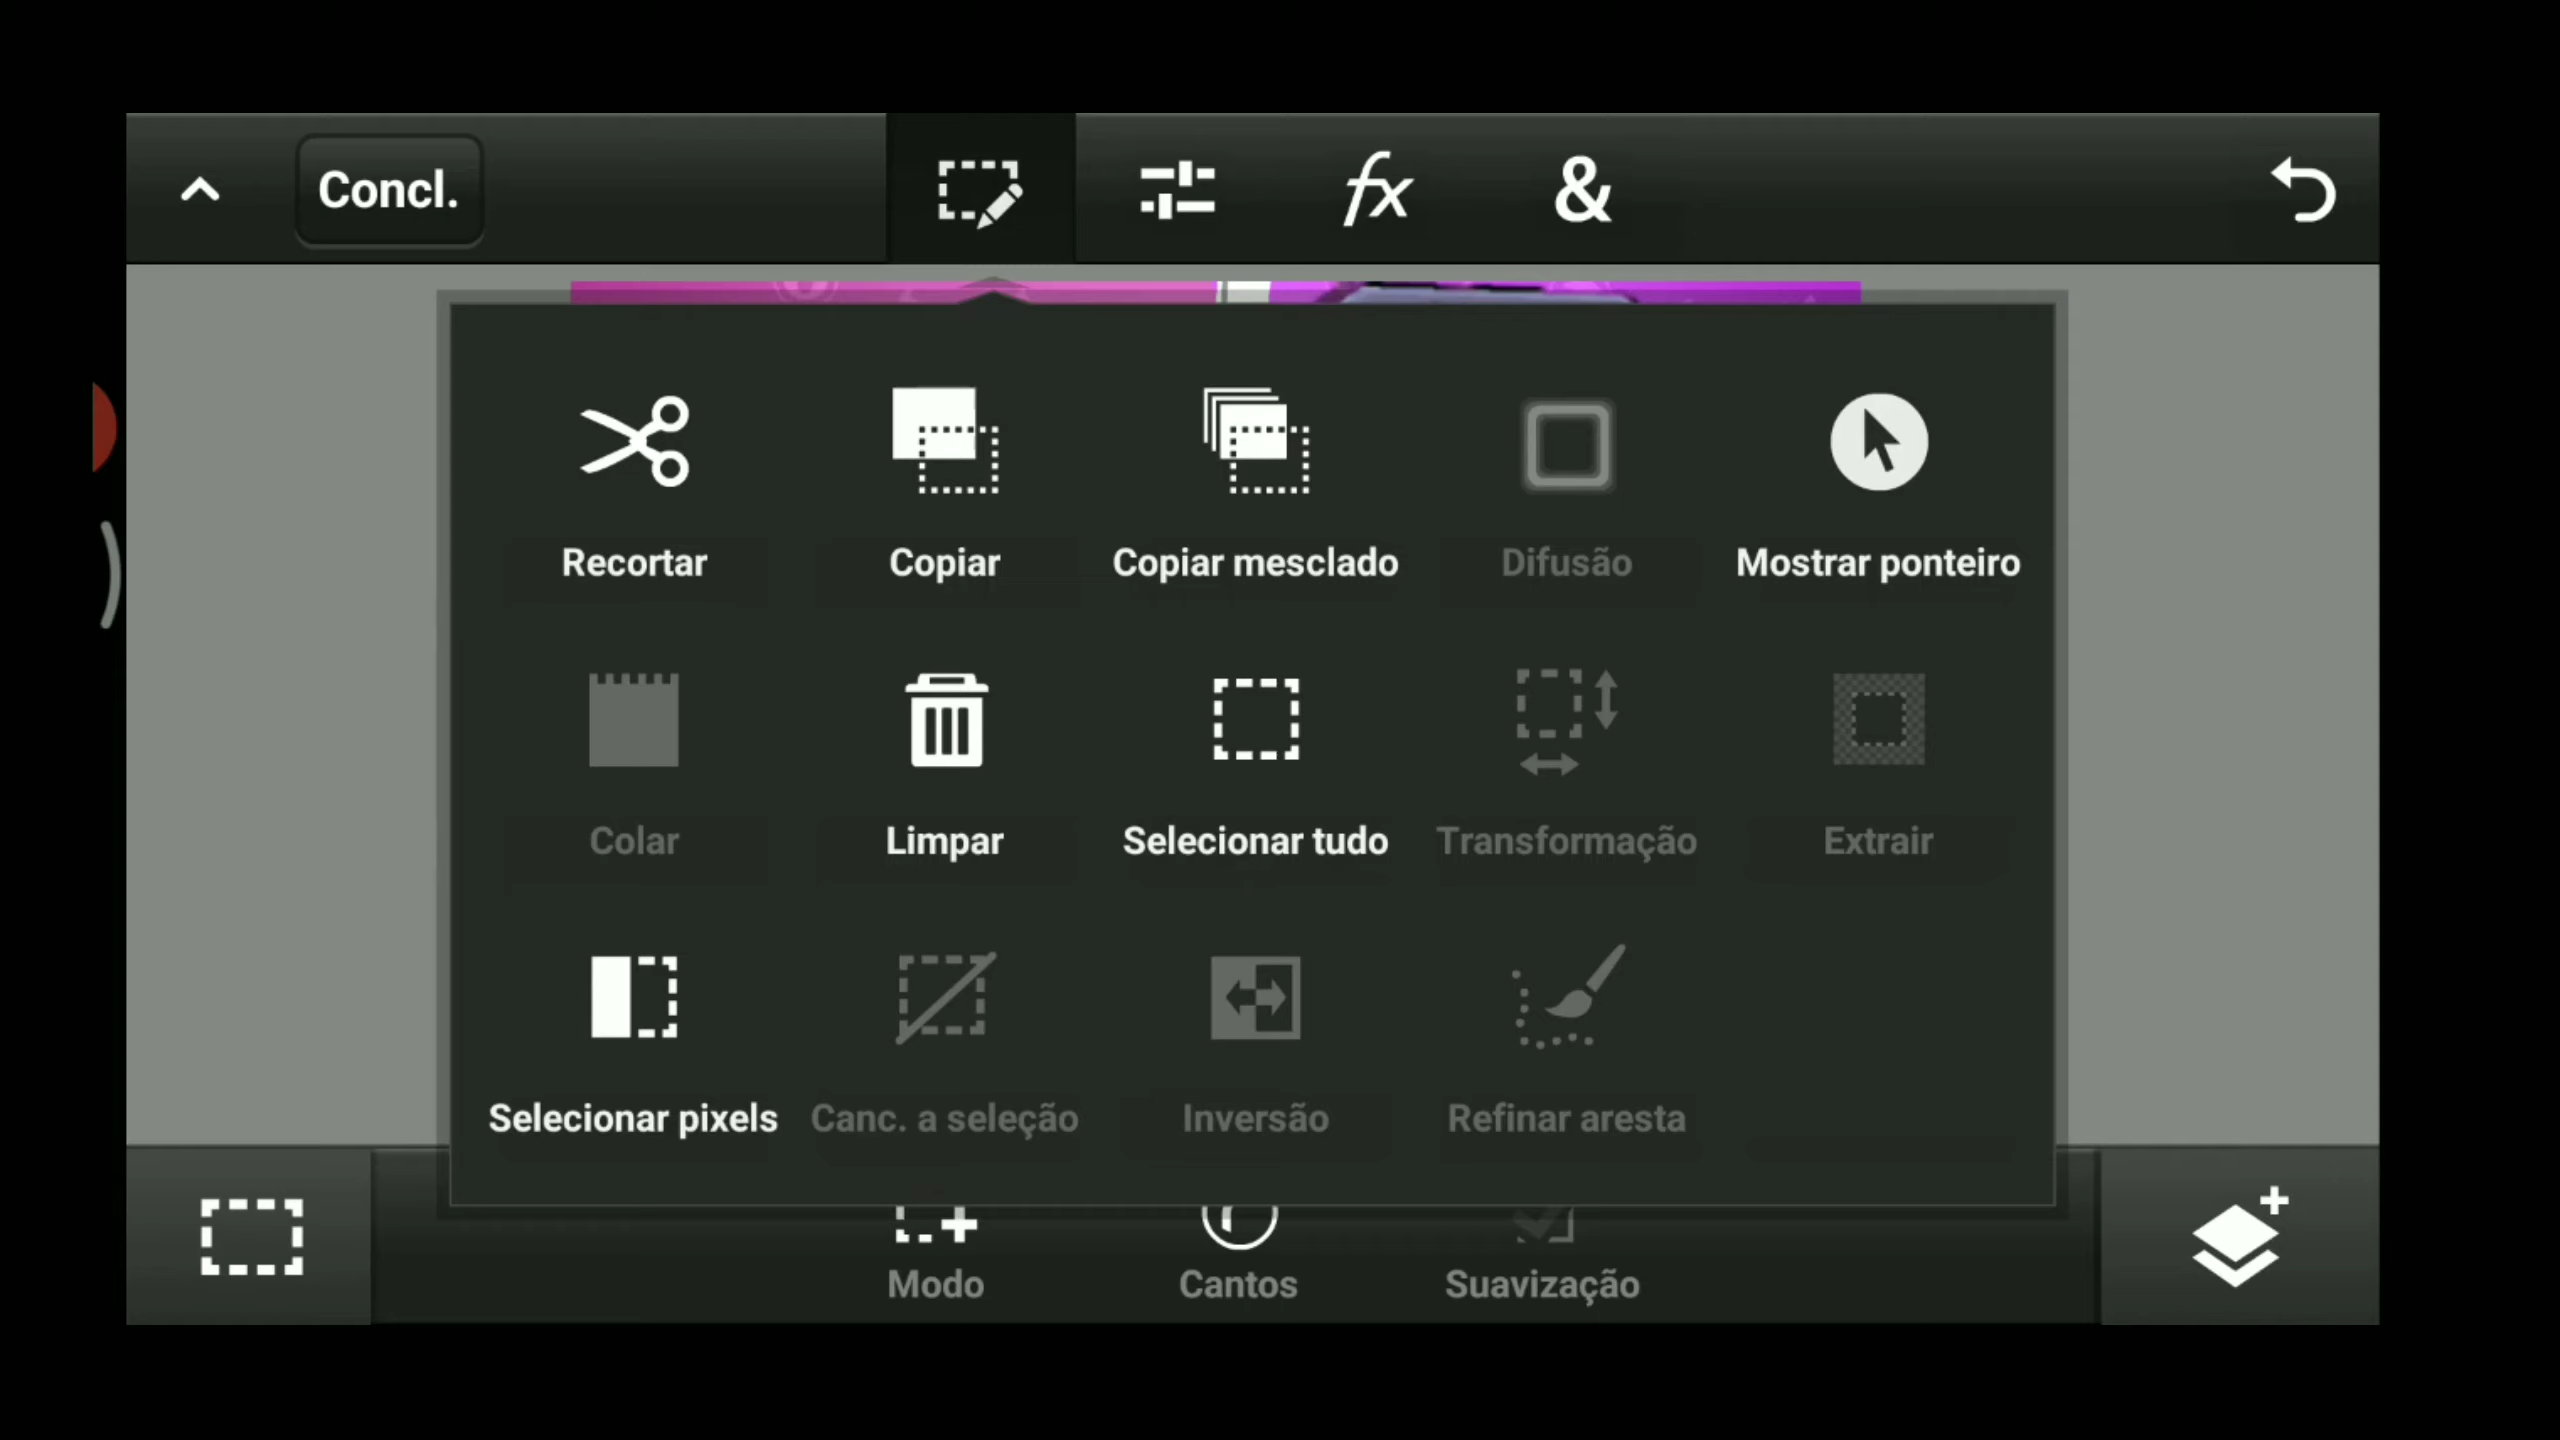 Concl.
fx
&
Recortar
Copiar
Copiar mesclado
Difusão
Mostrar ponteiro
Colar
Limpar
Selecionar tudo
Transformação
Extrair
Selecionar pixels
Canc. a seleção
Inversão
Refinar aresta
Modo
Cantos
Suavização